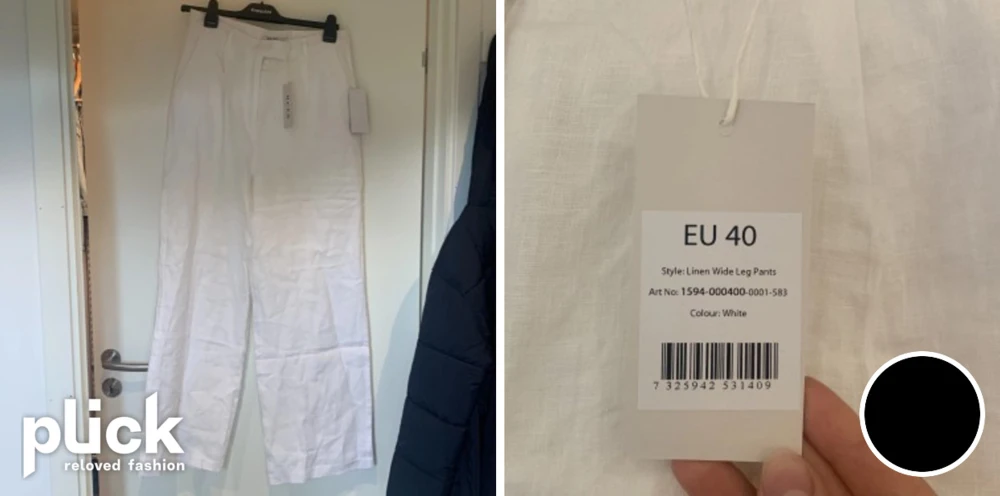 plick
reloved fashion
EU 40
Style: Linen Wide Leg Pants
Art No: 1594-000400-0001-583
Colour: White
7 325942 531409